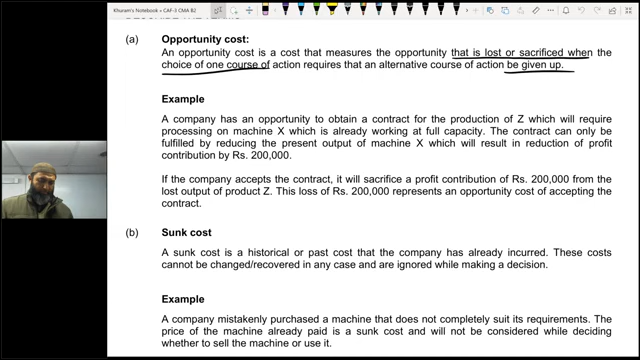 Khuram's Notebook » CAF-3 CMA B2
(a) Opportunity cost:
An opportunity cost is a cost that measures the opportunity that is lost or sacrificed when the
choice of one course of action requires that an alternative course of action be given up.
Example
A company has an opportunity to obtain a contract for the production of Z which will require
processing on machine X which is already working at full capacity. The contract can only be
fulfilled by reducing the present output of machine X which will result in reduction of profit
contribution by Rs. 200,000.
If the company accepts the contract, it will sacrifice a profit contribution of Rs. 200,000 from the
lost output of product Z. This loss of Rs. 200,000 represents an opportunity cost of accepting the
contract.
(b) Sunk cost
A sunk cost is a historical or past cost that the company has already incurred. These costs
cannot be changed/recovered in any case and are ignored while making a decision.
Example
A company mistakenly purchased a machine that does not completely suit its requirements. The
price of the machine already paid is a sunk cost and will not be considered while deciding
whether to sell the machine or use it.